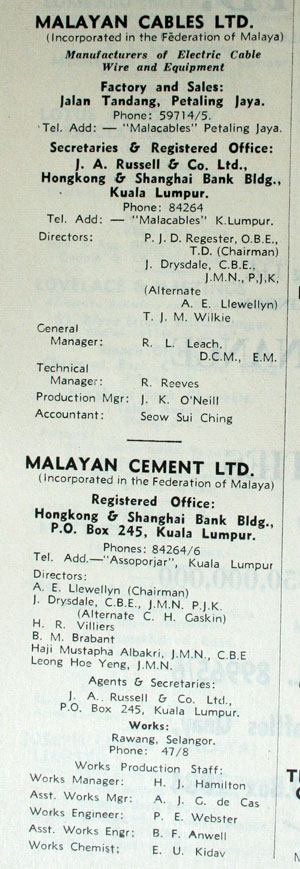 MALAYAN CABLES LTD.
(Incorporated in the Federation of Malaya)
Manufacturers of Electric Cable
Wire and Equipment
Factory and Sales:
Jalan Tandang, Petaling Jaya.
Phone: 59714/5.
Tel. Add: — "Malacables" Petaling Jaya.
Secretaries & Registered Office:
J. A. Russell & Co. Ltd.,
Hongkong & Shanghai Bank Bldg.,
Kuala Lumpur.
Phone: 84264
Tel. Add: — "Malacables" K.Lumpur.
Directors: P. J. D. Regester, O.B.E.,
T.D. (Chairman)
J. Drysdale, C.B.E.,
J.M.N., P.J.K,
(Alternate
A. E. Llewellyn)
T. J. M. Wilkie
General
Manager: R. L. Leach,
D.C.M., E.M.
Technical
Manager: R. Reeves
Production Mgr: J. K. O'Neill
Accountant: Seow Sui Ching
MALAYAN CEMENT LTD.
(Incorporated in the Federation of Malaya)
Registered Office:
Hongkong & Shanghai Bank Bldg.,
P.O. Box 245, Kuala Lumpur.
Phones: 84264/6
Tel. Add.—"Assoporjar", Kuala Lumpur
Directors:
A. E. Llewellyn (Chairman)
J. Drysdale, C.B.E., J.M.N. P.J.K.
(Alternate C. H. Gaskin)
H. R. Villiers
B. M. Brabant
Haji Mustapha Albakri, J.M.N., C.B.E
Leong Hoe Yeng, J.M.N.
Agents & Secretaries:
J. A. Russell & Co. Ltd.,
P.O. Box 245, Kuala Lumpur.
Works:
Rawang, Selangor.
Phone: 47/8
Works Production Staff:
Works Manager: H. J. Hamilton
Asst. Works Mgr: A. J. G. de Cas
Works Engineer: P. E. Webster
Asst. Works Engr: B. F. Anwell
Works Chemist: E. U. Kidav